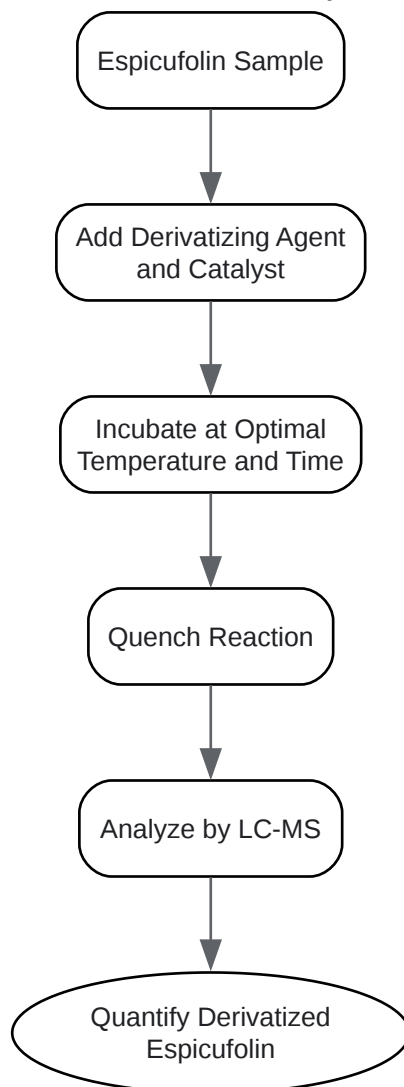 Espicufolin Sample
Add Derivatizing Agent
and Catalyst
Incubate at Optimal
Temperature and Time
Quench Reaction
Analyze by LC-MS
Quantify Derivatized
Espicufolin